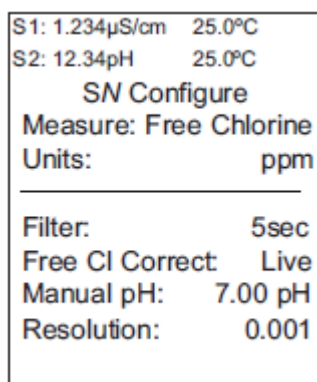 S1: 1.234µS/cm 25.0ºC
S2: 12.34pH 25.0ºC
SN Configure
Measure: Free Chlorine
Units: ppm
Filter: 5sec
Free Cl Correct: Live
Manual pH: 7.00 pH
Resolution: 0.001